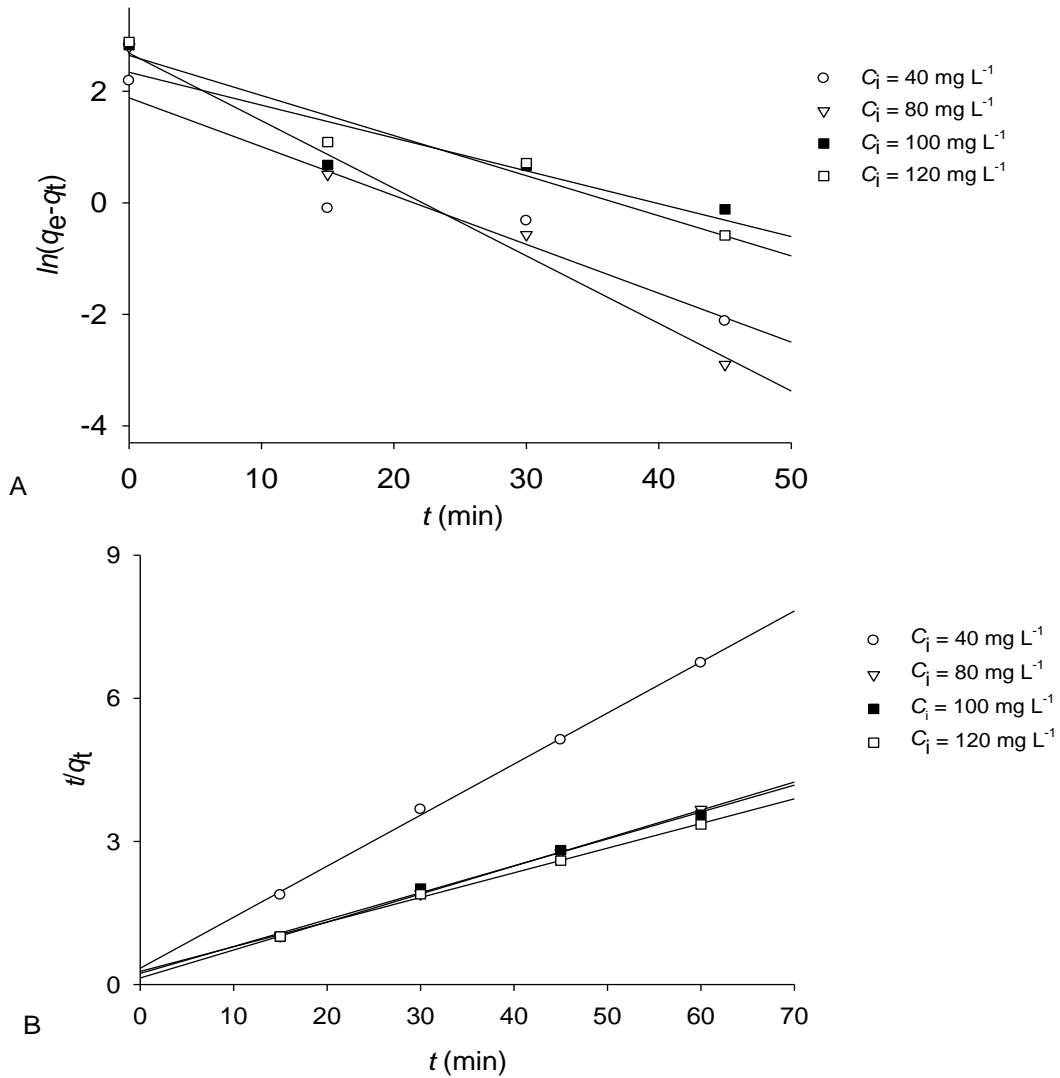 2
0
-2
-4
ln(qe-qt)
0 10 20 30 40 50
t (min)
Ci = 40 mg L-1
Ci = 80 mg L-1
Ci = 100 mg L-1
Ci = 120 mg L-1
A
9
6
3
0
t/qt
0 10 20 30 40 50 60 70
t (min)
Ci = 40 mg L-1
Ci = 80 mg L-1
Ci = 100 mg L-1
Ci = 120 mg L-1
B